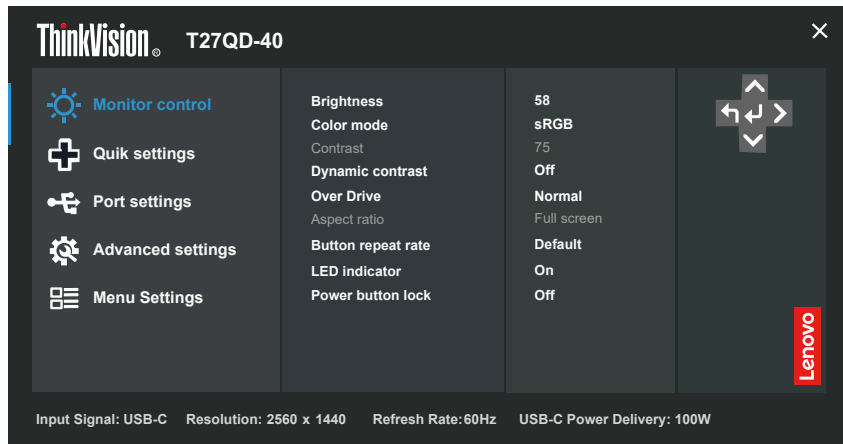 ThinkVision® T27QD-40
Monitor control
Quik settings
Port settings
Advanced settings
Menu Settings
Brightness 58
Color mode sRGB
Contrast 75
Dynamic contrast Off
Over Drive Normal
Aspect ratio Full screen
Button repeat rate Default
LED indicator On
Power button lock Off
Lenovo
Input Signal: USB-C Resolution: 2560 x 1440 Refresh Rate:60Hz USB-C Power Delivery: 100W